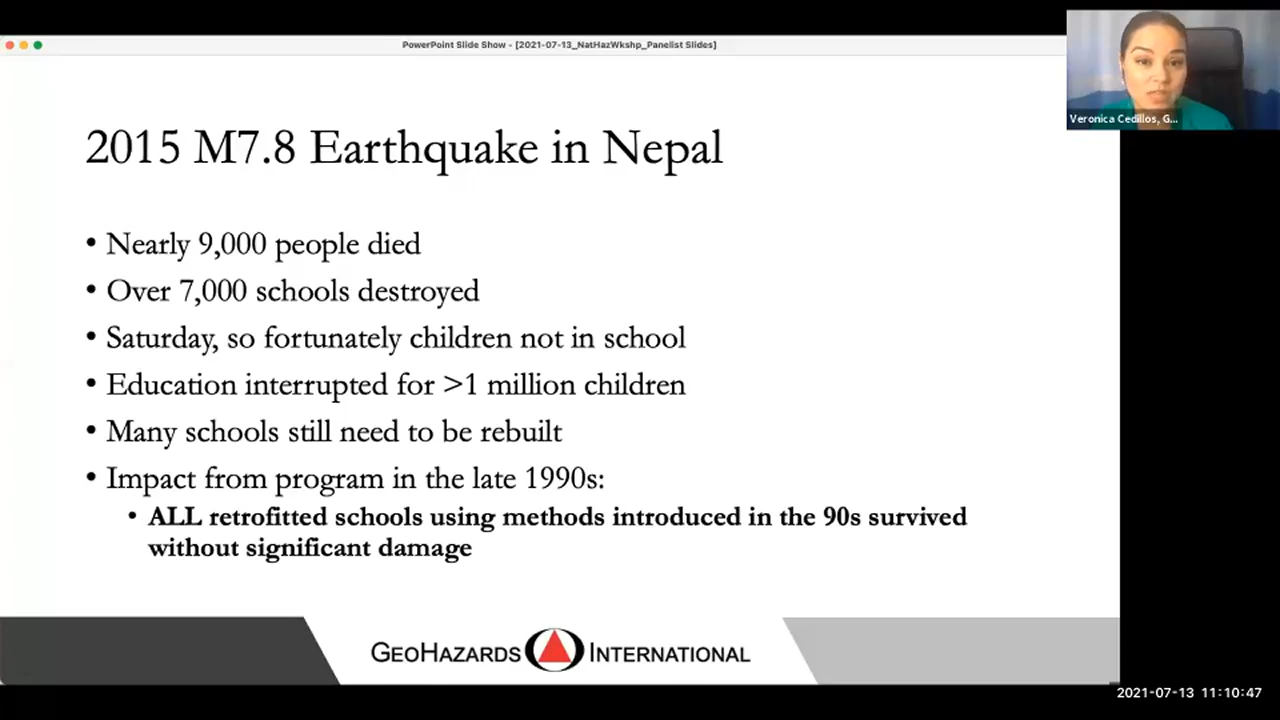 PowerPoint Slide Show - [2021-07-13_NatHazWkshp_Panelist Slides]
Veronica Cedillos, G...
2015 M7.8 Earthquake in Nepal
• Nearly 9,000 people died
• Over 7,000 schools destroyed
• Saturday, so fortunately children not in school
• Education interrupted for >1 million children
• Many schools still need to be rebuilt
• Impact from program in the late 1990s:
• ALL retrofitted schools using methods introduced in the 90s survived
without significant damage
GEOHAZARDS INTERNATIONAL
2021-07-13 11:10:47